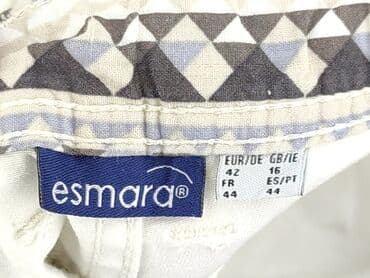 esmara®
EUR/DE GB/IE
42 16
FR ES/PT
44 44